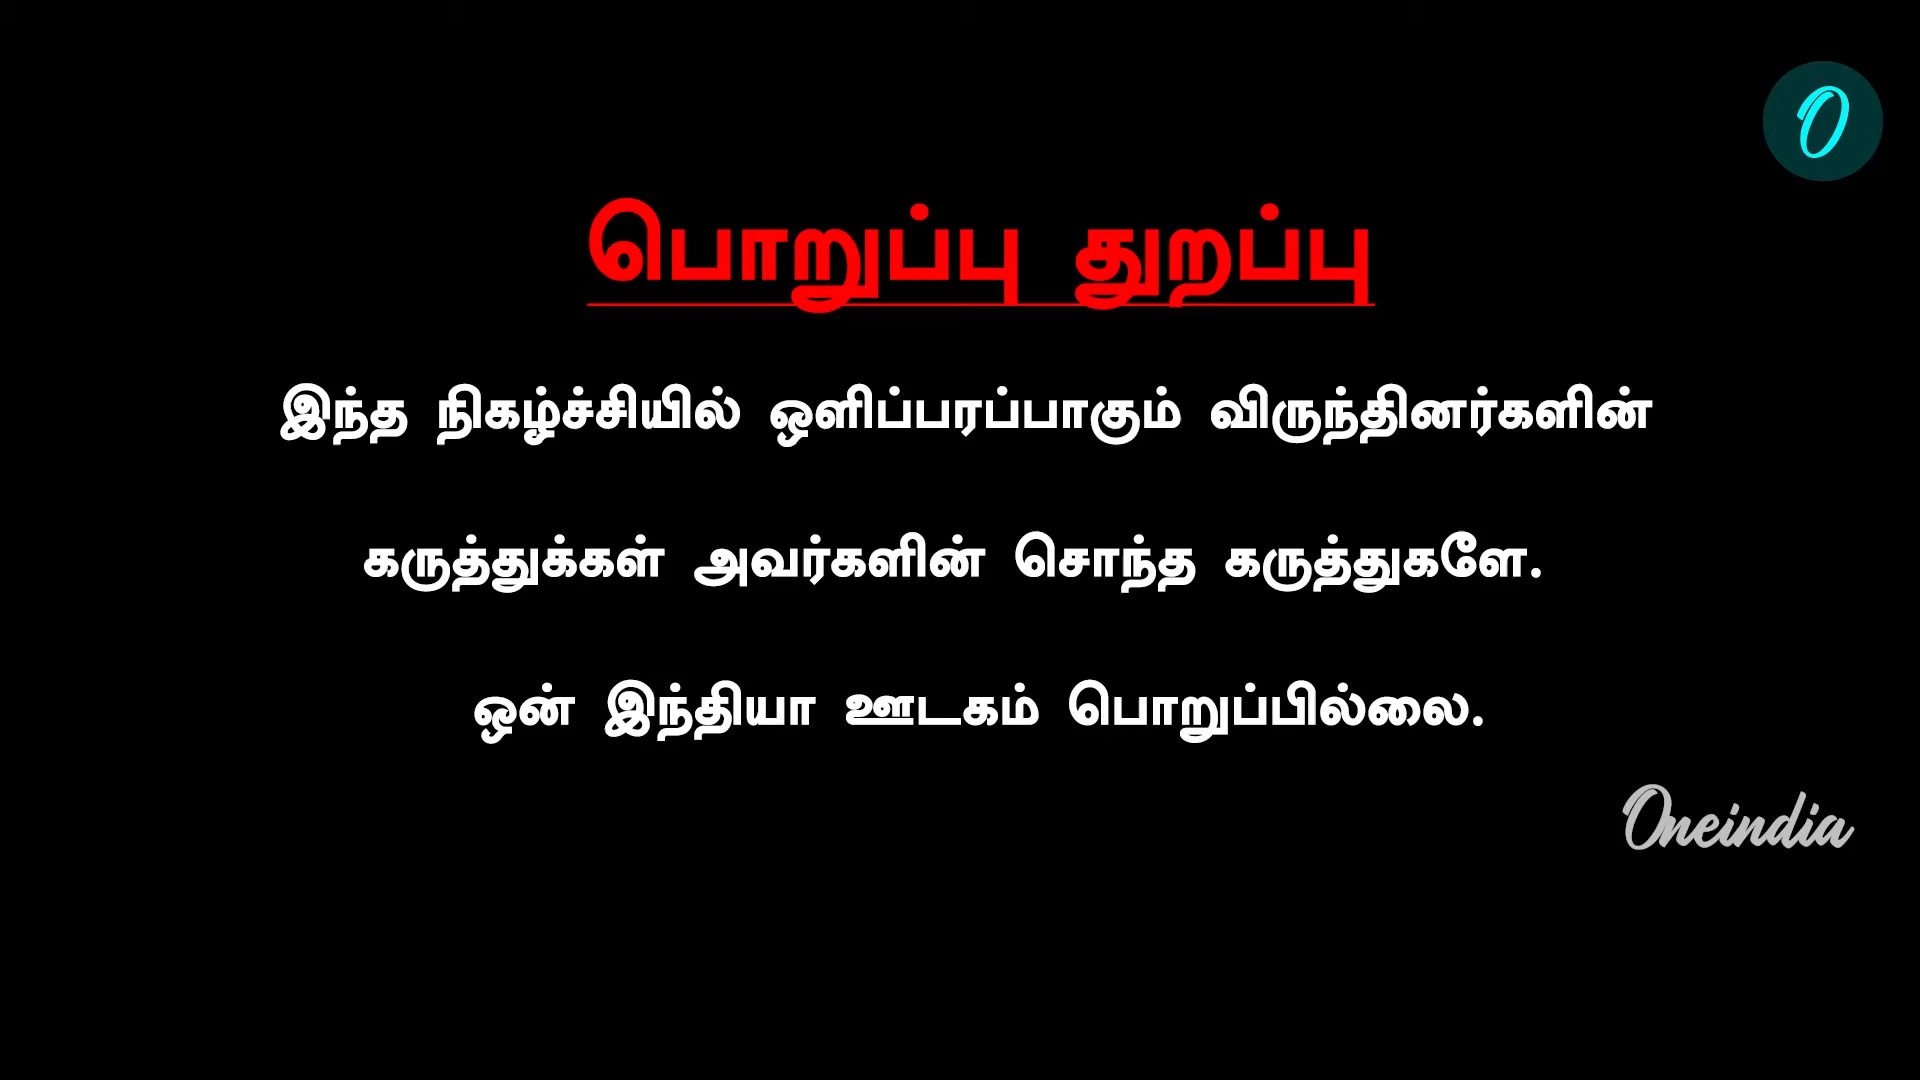 O
பொறுப்பு துறப்பு
இந்த நிகழ்ச்சியில் ஒளிப்பரப்பாகும் விருந்தினர்களின்
கருத்துக்கள் அவர்களின் சொந்த கருத்துகளே.
ஒன் இந்தியா ஊடகம் பொறுப்பில்லை.
Oneindia